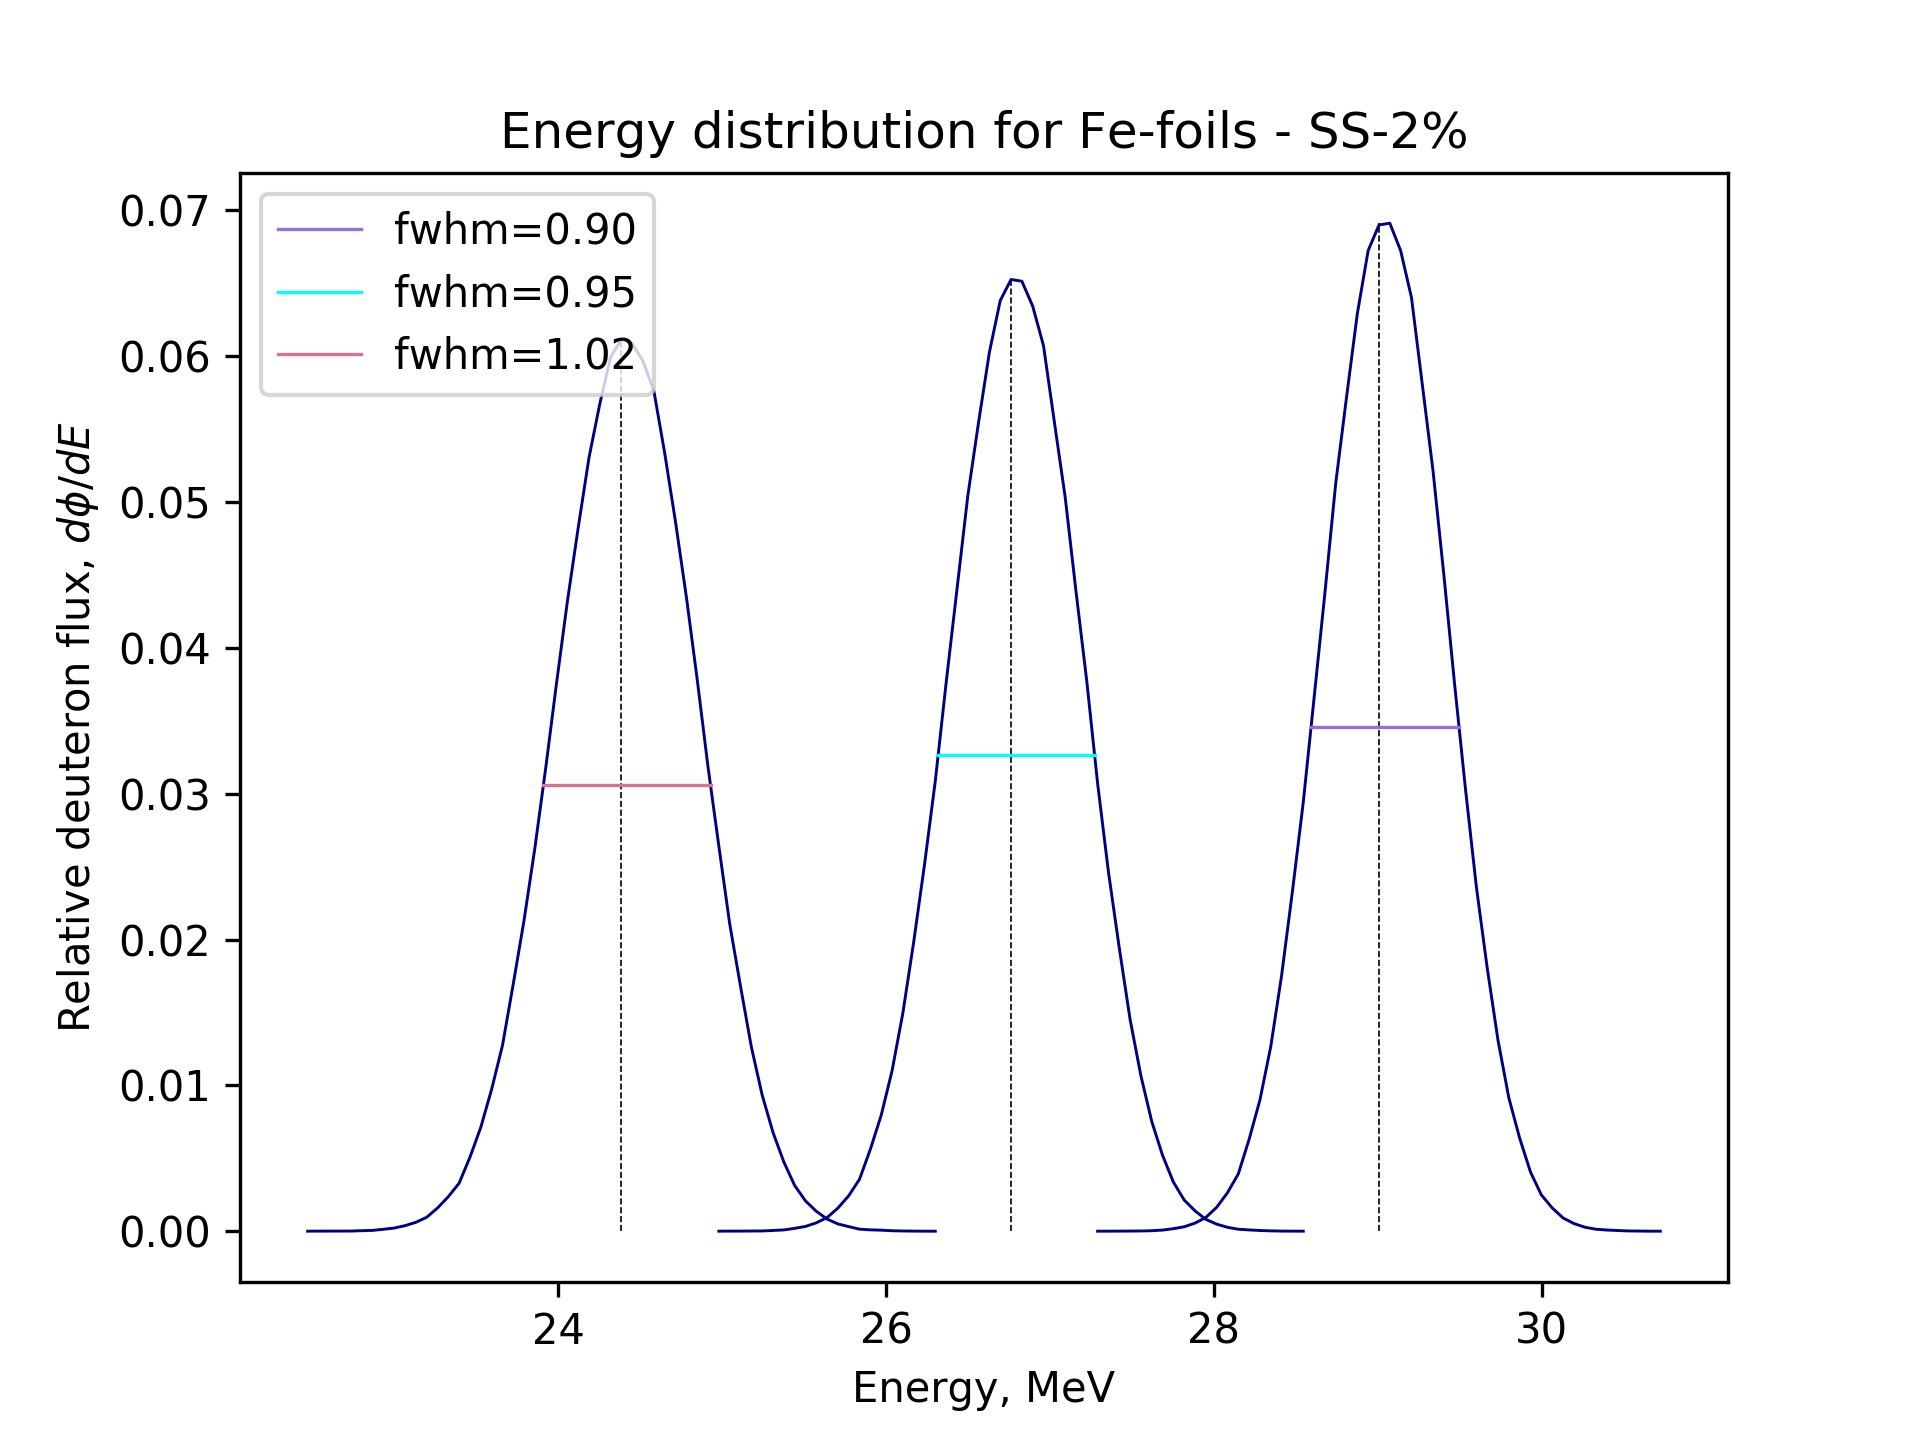 Energy distribution for Fe-foils - SS-2%
fwhm=0.90
fwhm=0.95
fwhm=1.02
0.07
0.06
0.05
0.04
0.03
0.02
0.01
0.00
Relative deuteron flux, dϕ/dE
24 26 28 30
Energy, MeV